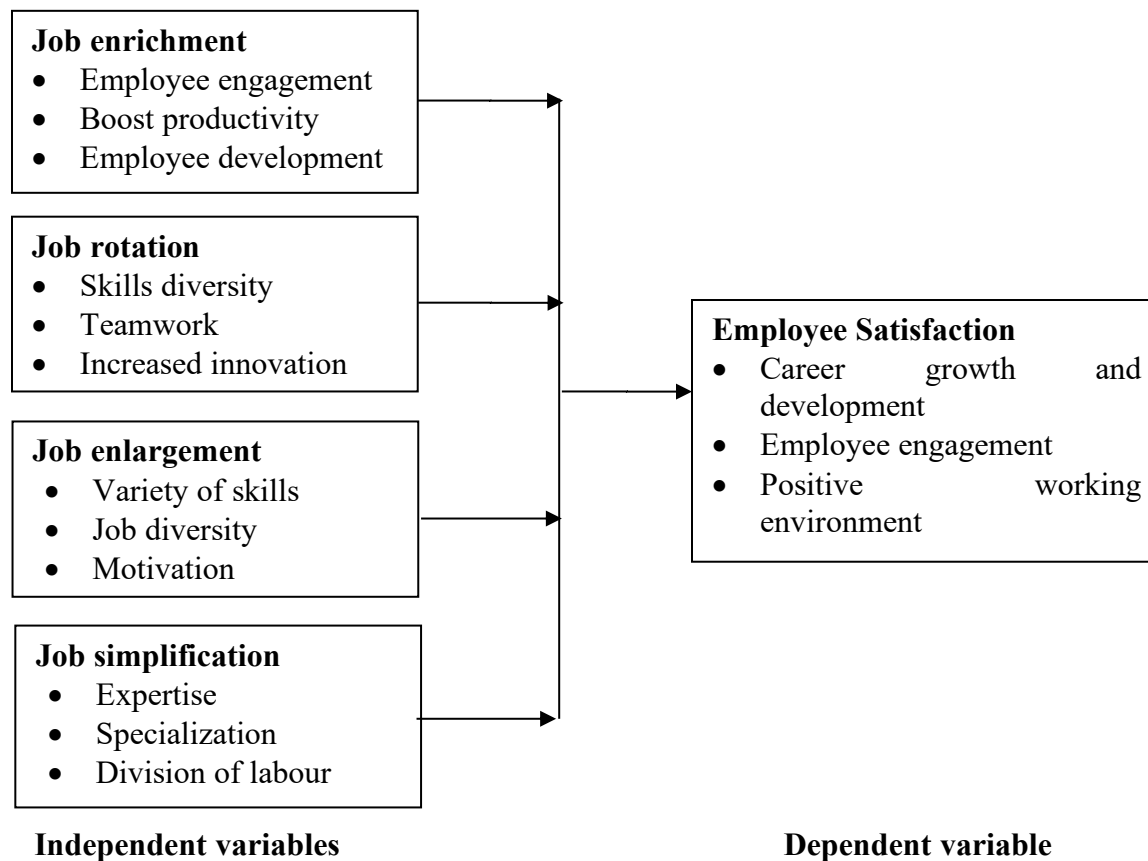 Job enrichment
• Employee engagement
• Boost productivity
• Employee development
Job rotation
• Skills diversity
• Teamwork
• Increased innovation
Job enlargement
• Variety of skills
• Job diversity
• Motivation
Job simplification
• Expertise
• Specialization
• Division of labour
Independent variables
Employee Satisfaction
• Career growth and
development
• Employee engagement
• Positive working
environment
Dependent variable